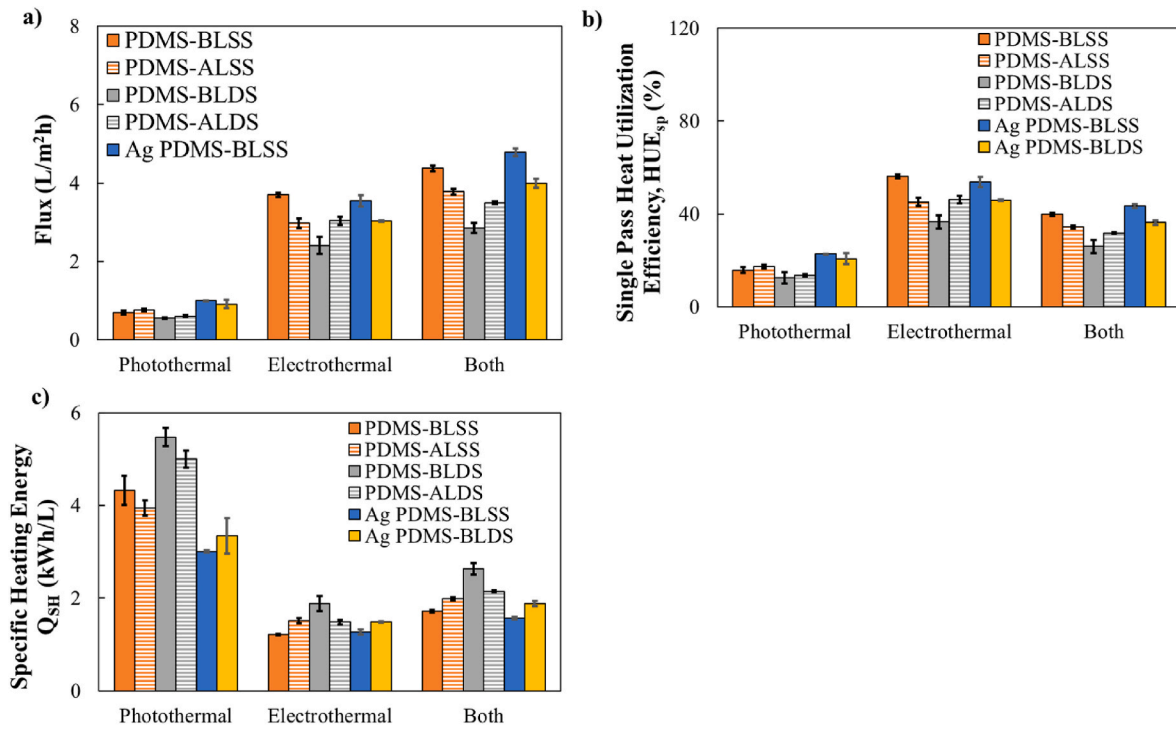 a)
Flux (L/m²h)
8
6
4
2
0
PDMS-BLSS
PDMS-ALSS
PDMS-BLDS
PDMS-ALDS
Ag PDMS-BLSS
Photothermal Electrothermal Both
b)
Single Pass Heat Utilization
Efficiency, HUEsp (%)
120
80
40
0
PDMS-BLSS
PDMS-ALSS
PDMS-BLDS
PDMS-ALDS
Ag PDMS-BLSS
Ag PDMS-BLDS
Photothermal Electrothermal Both
c)
Specific Heating Energy
QSH (kWh/L)
6
4
2
0
PDMS-BLSS
PDMS-ALSS
PDMS-BLDS
PDMS-ALDS
Ag PDMS-BLSS
Ag PDMS-BLDS
Photothermal Electrothermal Both